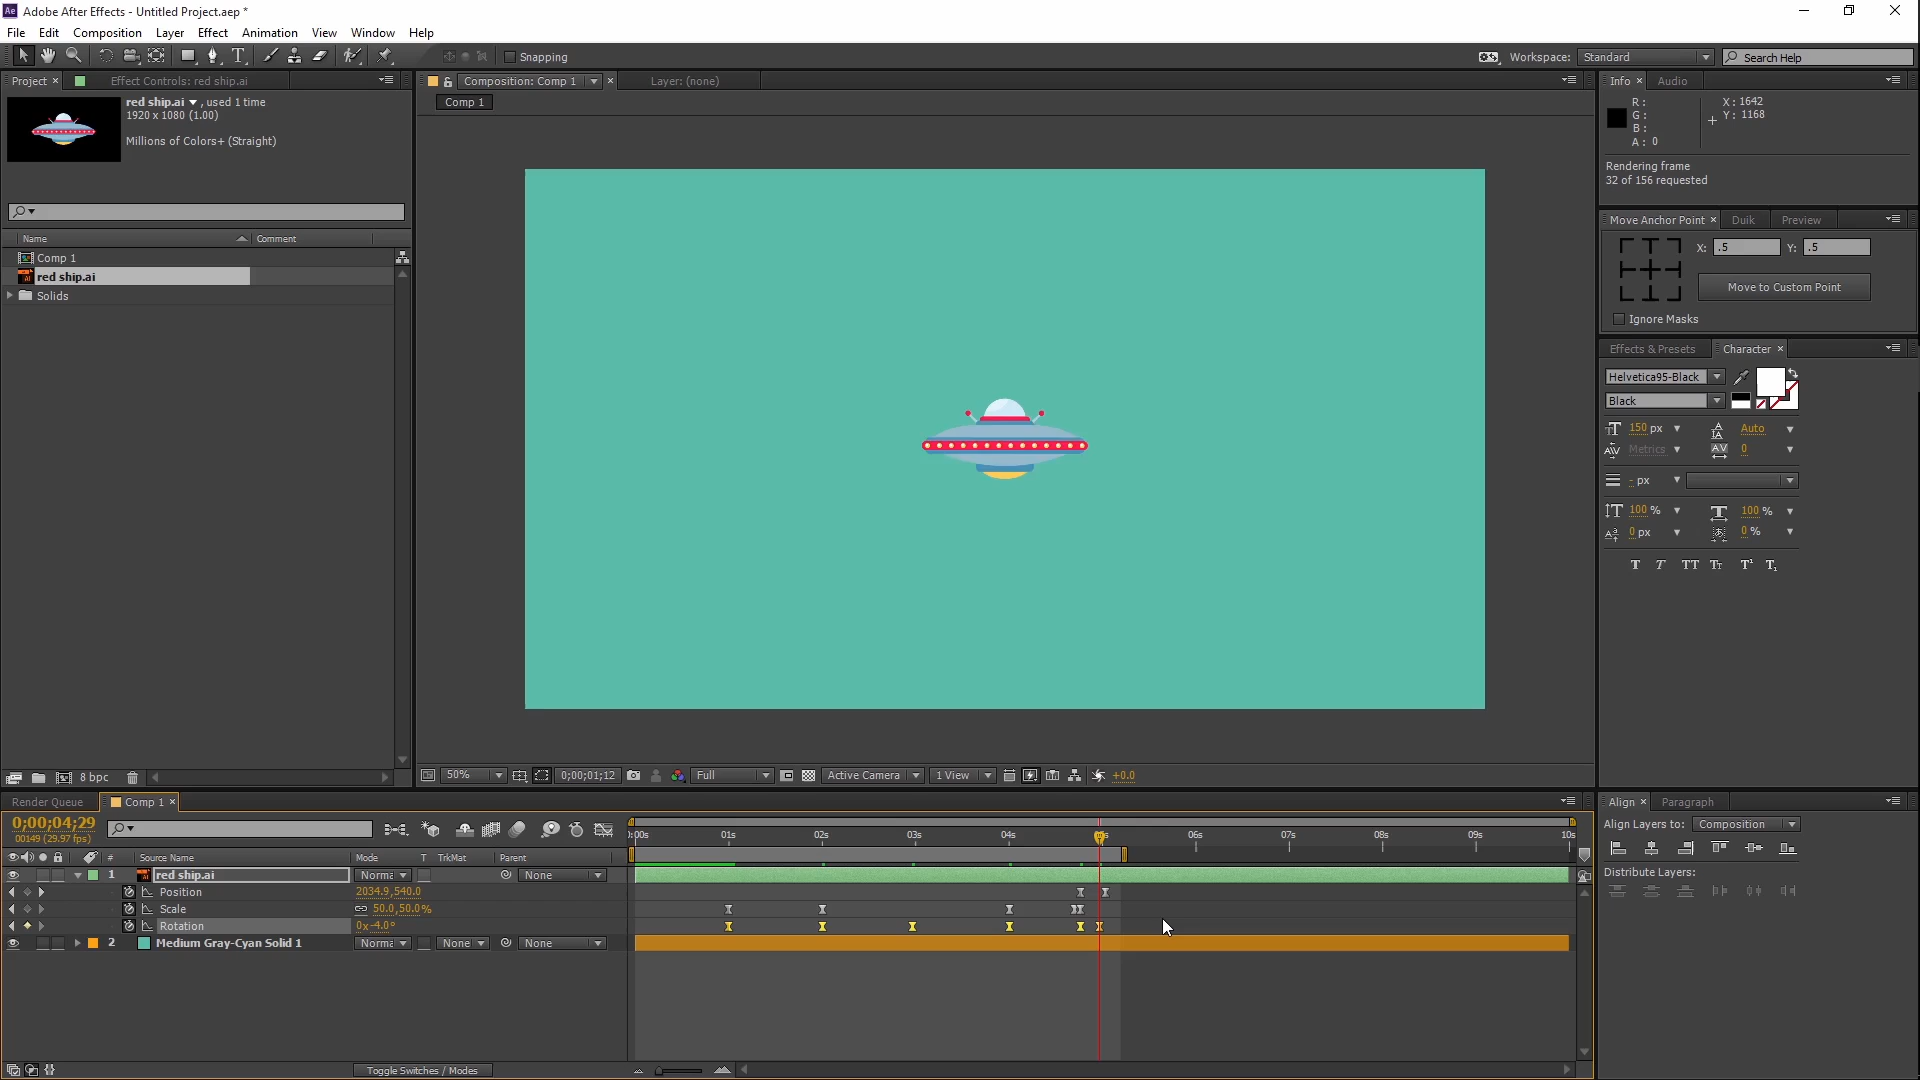 Ae Adobe After Effects - Untitled Project.aep *
File Edit Composition Layer Effect Animation View Window Help
Snapping
Workspace: Standard
Search Help
Project ×
Effect Controls: red ship.ai
red ship.ai ▼ , used 1 time
1920 x 1080 (1.00)
Millions of Colors+ (Straight)
Name Comment
Comp 1
red ship.ai
Solids
8 bpc
Composition: Comp 1
Layer: (none)
Comp 1
50% 0;00;01;12 Full Active Camera 1 View +0.0
Info × Audio
R: X: 1642
G: Y: 1168
B:
A: 0
Rendering frame
32 of 156 requested
Move Anchor Point × Duik Preview
X: .5 Y: .5
Move to Custom Point
Ignore Masks
Effects & Presets Character ×
Helvetica95-Black
Black
150 px Auto
Metrics 0
- px
100 % 100 %
0 px 0 %
T T TT Tt T¹ T₁
Render Queue Comp 1 ×
0;00;04;29
00149 (29.97 fps)
):00s 01s 02s 03s 04s 06s 07s 08s 09s 10s
# Source Name Mode T TrkMat Parent
1 red ship.ai Norma None
Position 2034.9,540.0
Scale 50.0,50.0%
Rotation 0x-4.0°
2 Medium Gray-Cyan Solid 1 Norma None None
Toggle Switches / Modes
Align × Paragraph
Align Layers to: Composition
Distribute Layers: